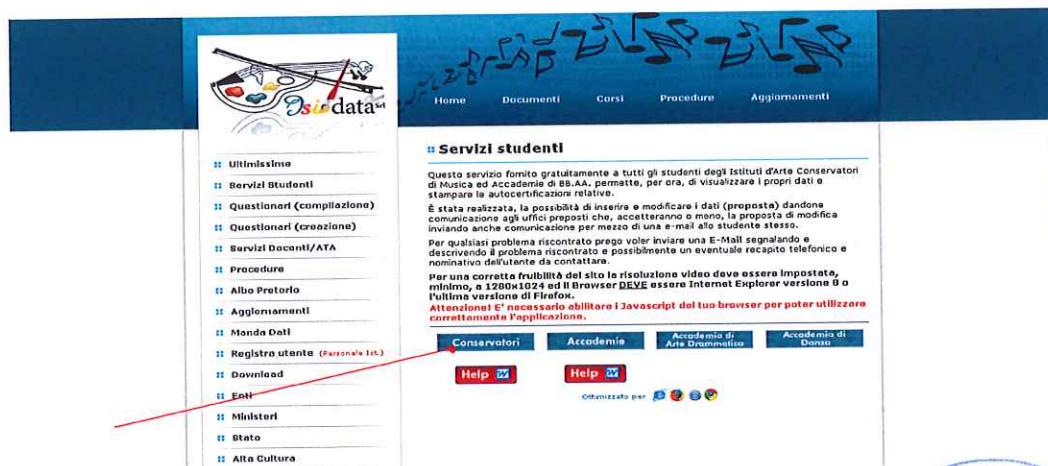 Isidata srl
Home Documenti Corsi Procedure Aggiornamenti
Ultimissime
Servizi Studenti
Questionari (compilazione)
Questionari (creazione)
Servizi Docenti/ATA
Procedure
Albo Pretorio
Aggiornamenti
Manda Dati
Registra utente (Personale Ist.)
Download
Enti
Ministeri
Stato
Alta Cultura
Servizi studenti
Questo servizio fornito gratuitamente a tutti gli studenti degli Istituti d'Arte Conservatori
di Musica ed Accademie di BB.AA. permette, per ora, di visualizzare i propri dati e
stampare le autocertificazioni relative.
È stata realizzata, la possibilità di inserire e modificare i dati (proposta) dandone
comunicazione agli uffici preposti che, accetteranno o meno, la proposta di modifica
inviando anche comunicazione per mezzo di una e-mail allo studente stesso.
Per qualsiasi problema riscontrato prego voler inviare una E-Mail segnalando e
descrivendo il problema riscontrato e possibilmente un eventuale recapito telefonico e
nominativo dell'utente da contattare.
Per una corretta fruibilità del sito la risoluzione video deve essere impostata,
minimo, a 1280x1024 ed il Browser DEVE essere Internet Explorer versione 8 o
l'ultima versione di Firefox.
Attenzione! E' necessario abilitare i Javascript del tuo browser per poter utilizzare
correttamente l'applicazione.
Conservatori Accademie Accademia di Arte Drammatica Accademia di Danza
Help Help
Ottimizzato per